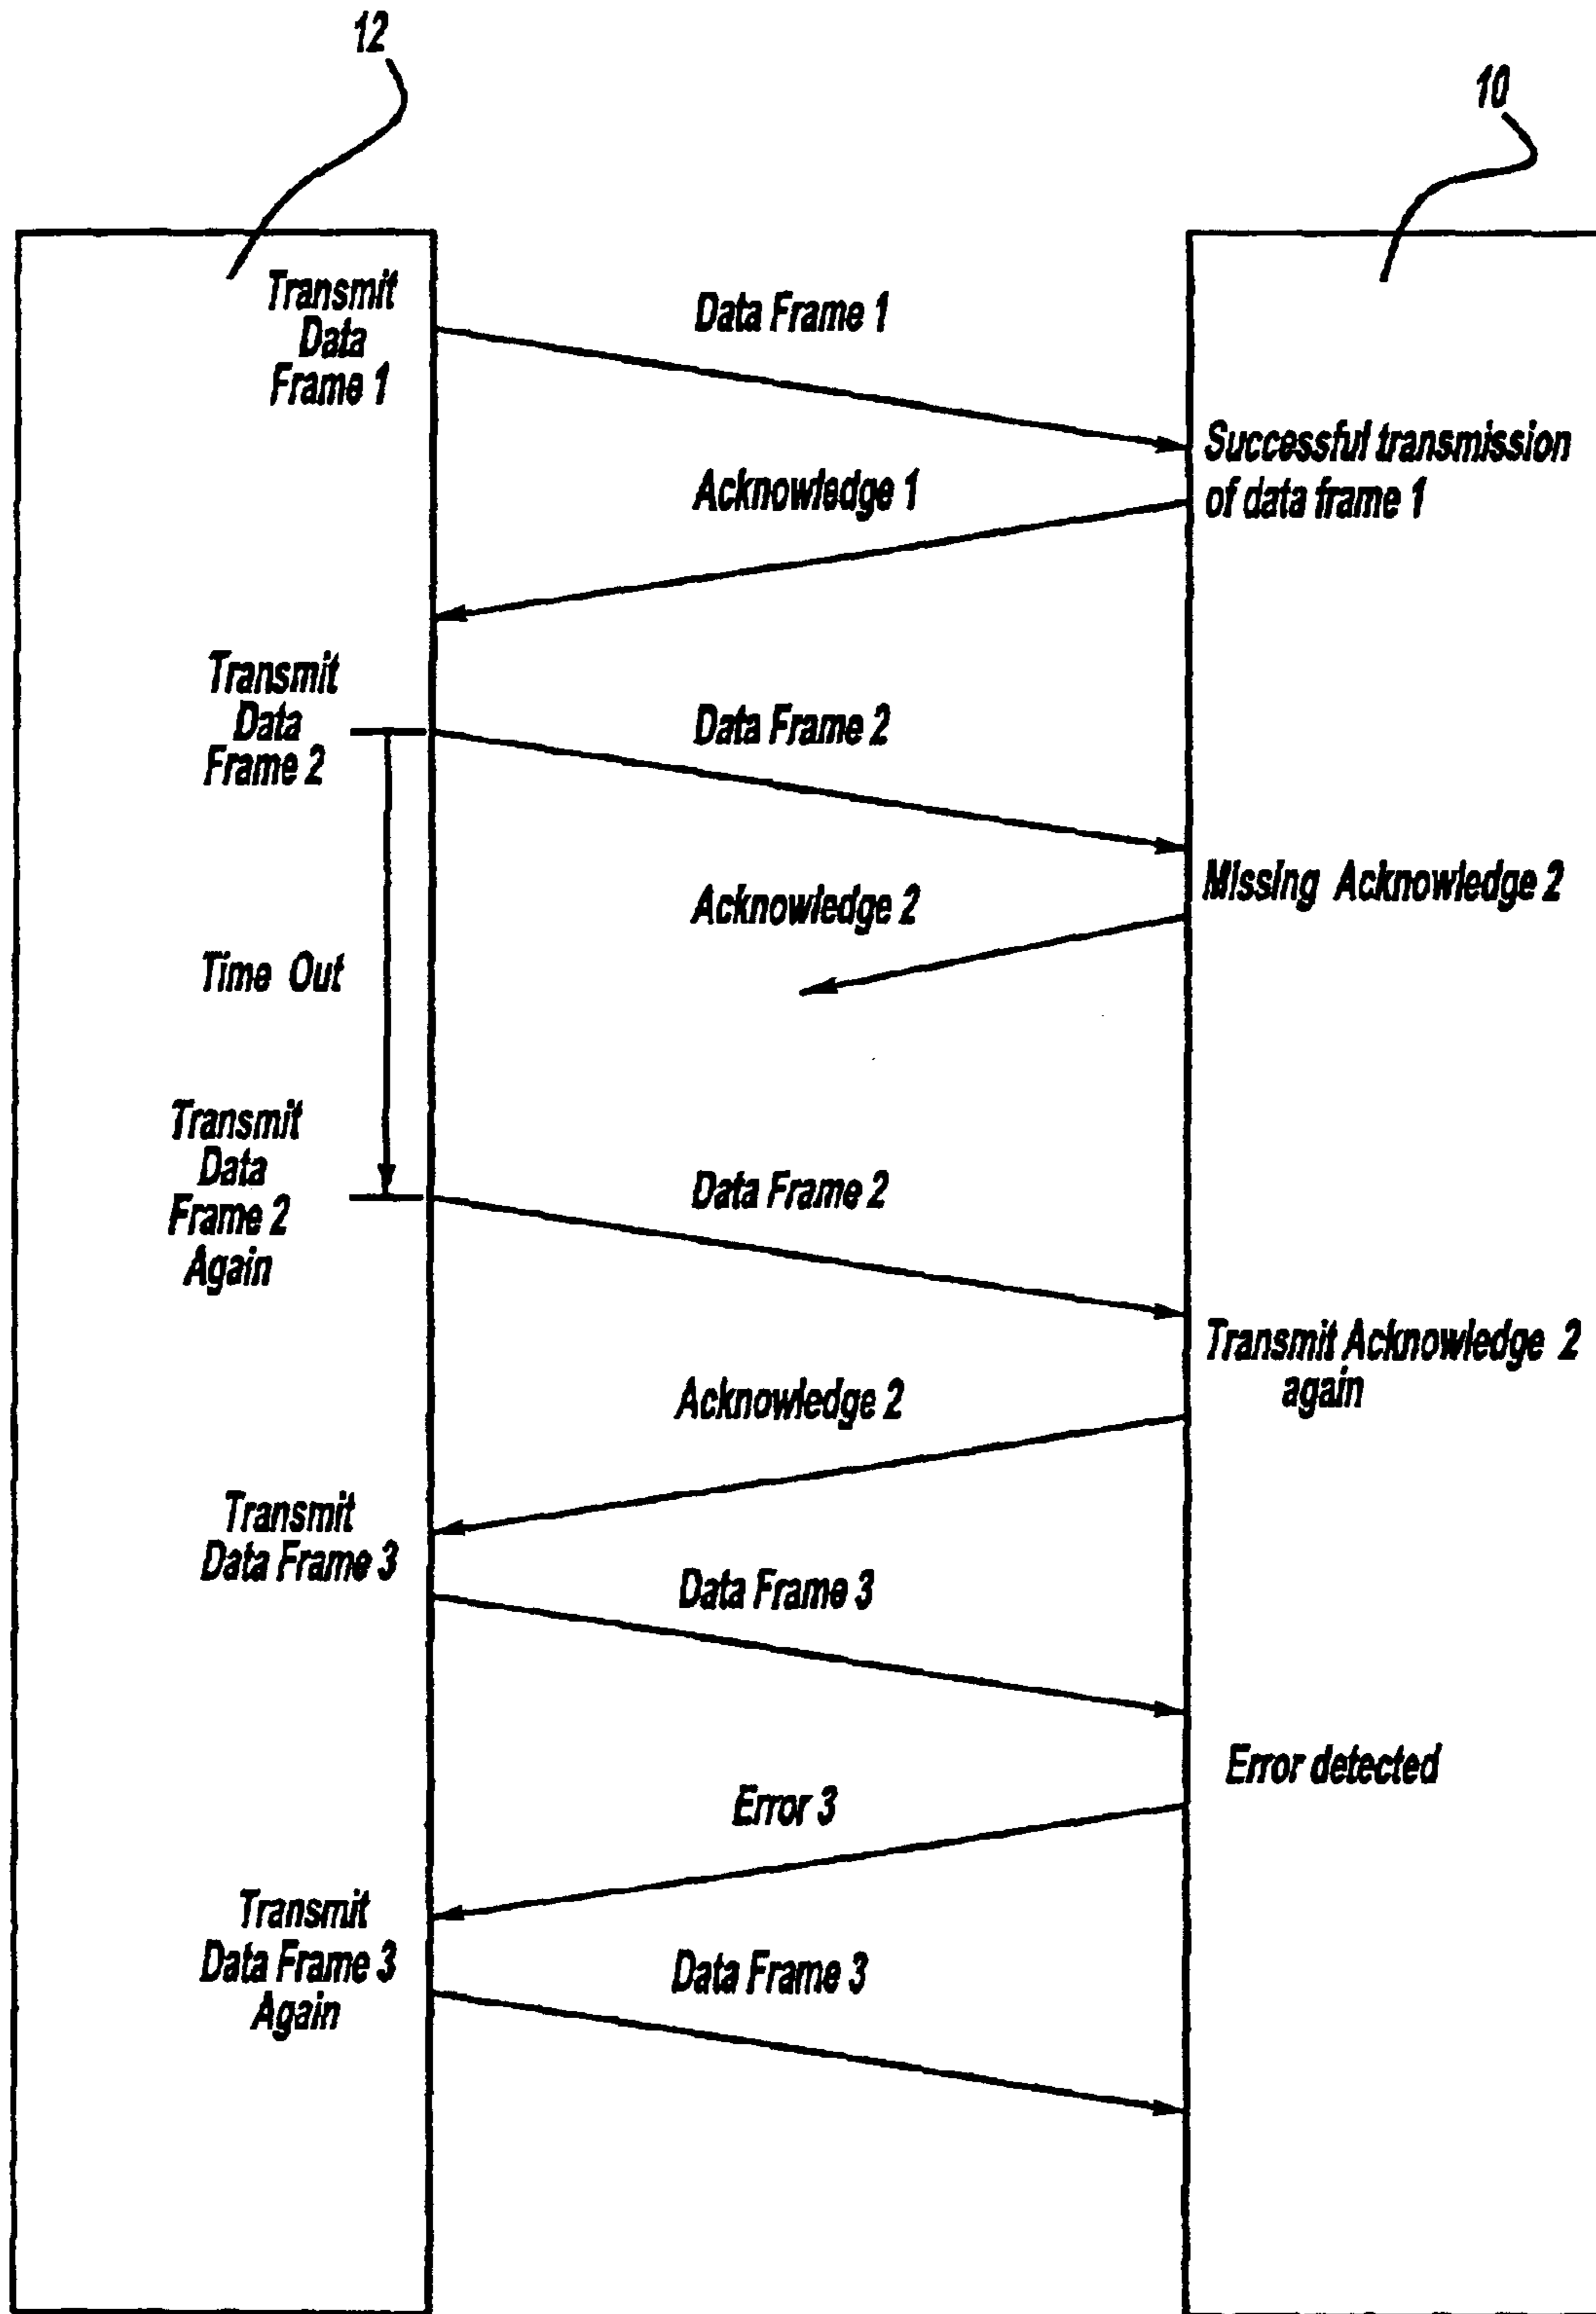 12
10
Transmit
Data
Frame 1
Data Frame 1
Successful transmission
of data frame 1
Acknowledge 1
Transmit
Data
Frame 2
Data Frame 2
Missing Acknowledge 2
Acknowledge 2
Time Out
Transmit
Data
Frame 2
Again
Data Frame 2
Transmit Acknowledge 2
again
Acknowledge 2
Transmit
Data Frame 3
Data Frame 3
Error detected
Error 3
Transmit
Data Frame 3
Again
Data Frame 3